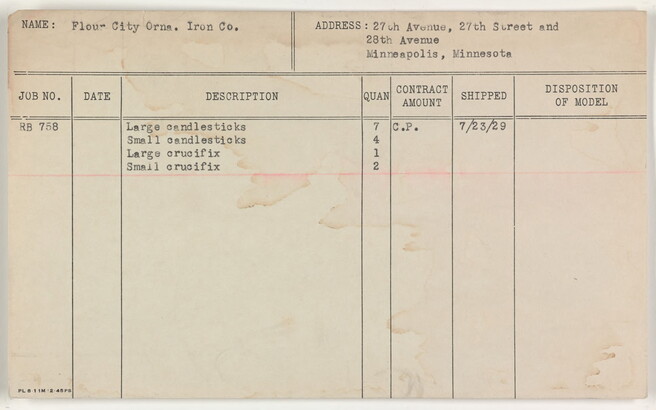 NAME: Flour City Orna. Iron Co.
ADDRESS: 27th Avenue, 27th Street and
28th Avenue
Minneapolis, Minnesota
JOB NO. DATE DESCRIPTION QUAN CONTRACT AMOUNT SHIPPED DISPOSITION OF MODEL
RB 758 Large candlesticks 7 C.P. 7/23/29
Small candlesticks 4
Large crucifix 1
Small crucifix 2